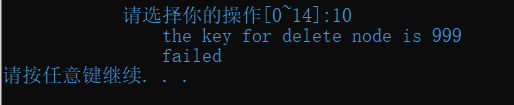 请选择你的操作[0~14]:10
the key for delete node is 999
failed
请按任意键继续. . .